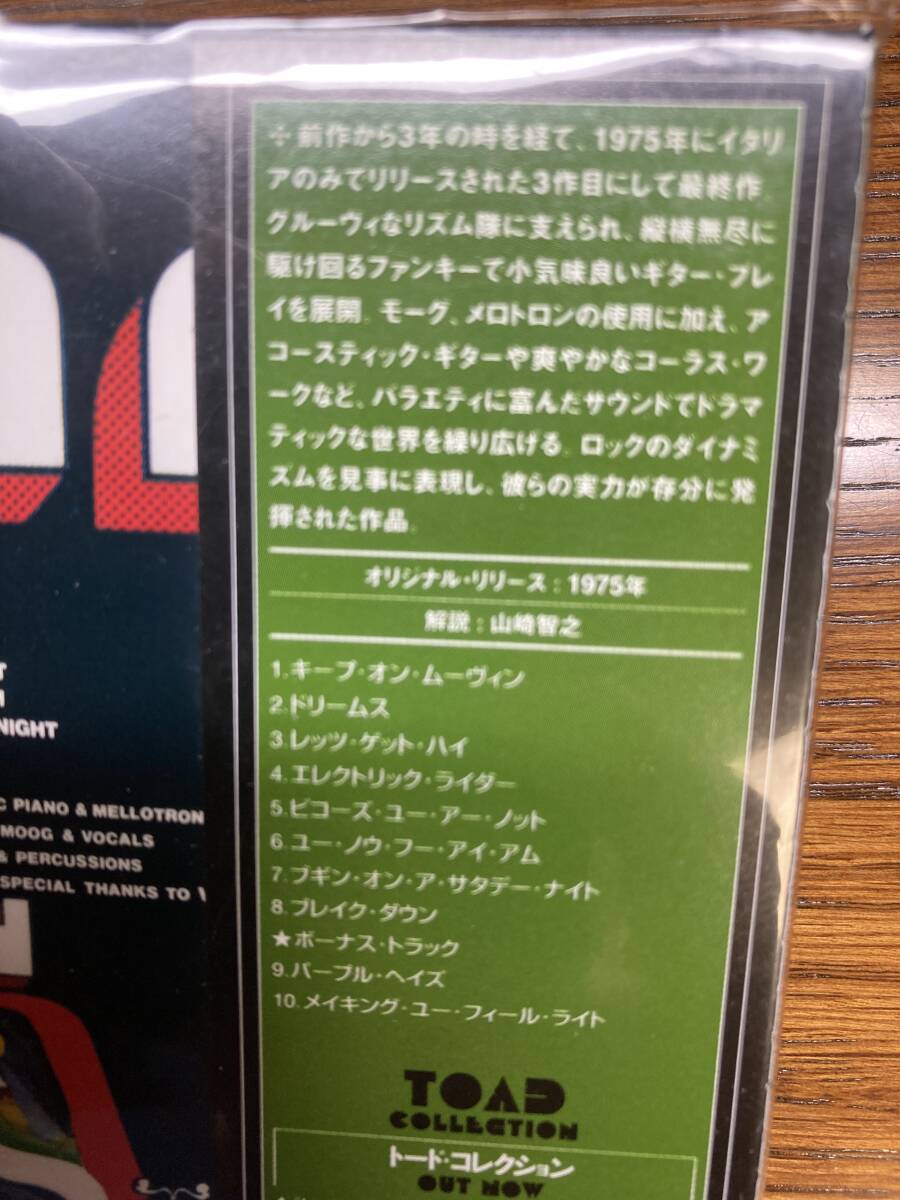 ÷前作から3年の時を経て、1975年にイタリ
アのみでリリースされた3作目にして最終作。
グルーヴィなリズム隊に支えられ、縦横無尽に
駆け回るファンキーで小気味良いギター・プレ
イを展開。モーグ、メロトロンの使用に加え、ア
コースティック・ギターや爽やかなコーラス・ワ
ークなど、バラエティに富んだサウンドでドラマ
ティックな世界を繰り広げる。ロックのダイナミ
ズムを見事に表現し、彼らの実力が存分に発
揮された作品。
オリジナル・リリース：1975年
解説：山﨑智之
1.キープ・オン・ムーヴィン
2.ドリームス
3.レッツ・ゲット・ハイ
4.エレクトリック・ライダー
5.ビコーズ・ユー・アー・ノット
6.ユー・ノウ・フー・アイ・アム
7.ブギン・オン・ア・サタデー・ナイト
8.ブレイク・ダウン
★ボーナス・トラック
9.パープル・ヘイズ
10.メイキング・ユー・フィール・ライト
TOAD
COLLECTION
トード・コレクション
OUT NOW
NIGHT
C PIANO & MELLOTRON
MOOG & VOCALS
& PERCUSSIONS
SPECIAL THANKS TO